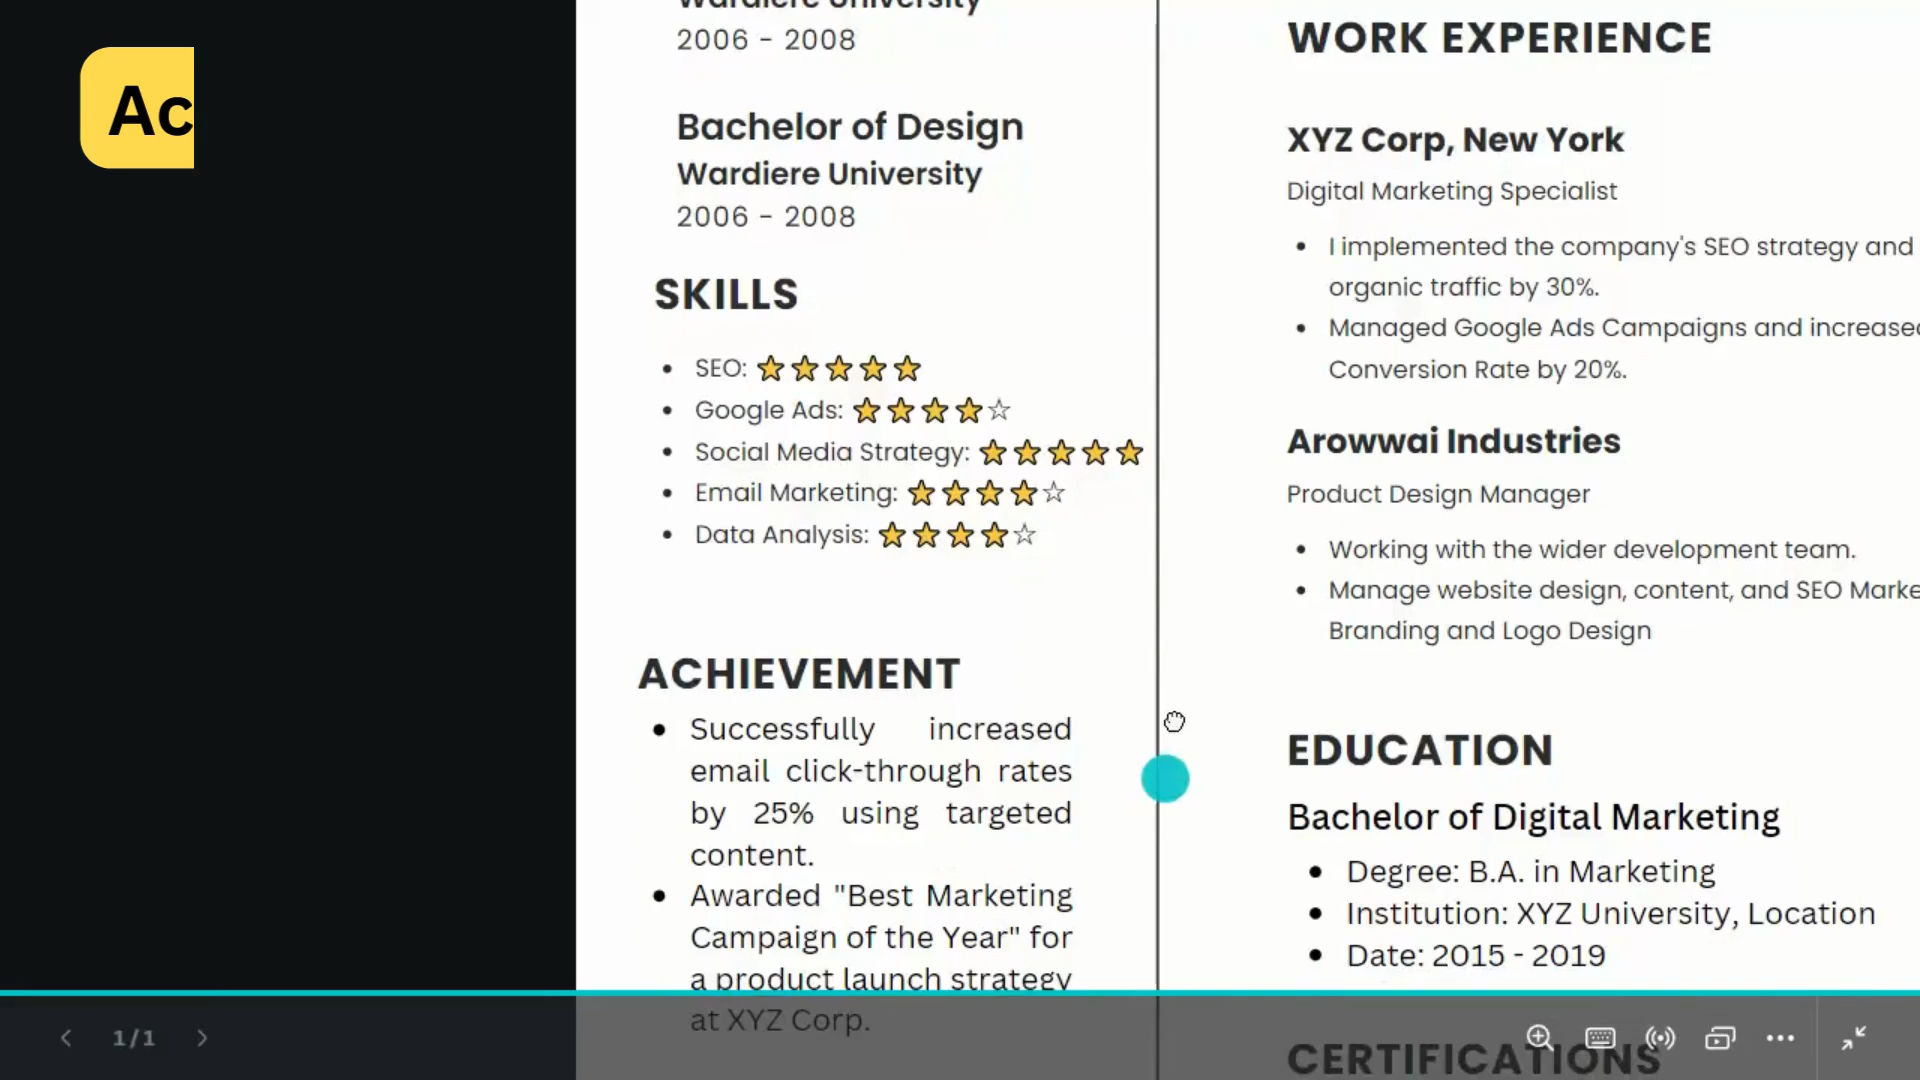 Ac
Wardiere University
2006 - 2008
Bachelor of Design
Wardiere University
2006 - 2008
SKILLS
• SEO: ⭐⭐⭐⭐⭐
• Google Ads: ⭐⭐⭐⭐☆
• Social Media Strategy: ⭐⭐⭐⭐⭐
• Email Marketing: ⭐⭐⭐⭐☆
• Data Analysis: ⭐⭐⭐⭐☆
ACHIEVEMENT
• Successfully increased
email click-through rates
by 25% using targeted
content.
• Awarded "Best Marketing
Campaign of the Year" for
a product launch strategy
at XYZ Corp.
WORK EXPERIENCE
XYZ Corp, New York
Digital Marketing Specialist
• I implemented the company's SEO strategy and
organic traffic by 30%.
• Managed Google Ads Campaigns and increased
Conversion Rate by 20%.
Arowwai Industries
Product Design Manager
• Working with the wider development team.
• Manage website design, content, and SEO Marke
Branding and Logo Design
EDUCATION
Bachelor of Digital Marketing
• Degree: B.A. in Marketing
• Institution: XYZ University, Location
• Date: 2015 - 2019
CERTIFICATIONS
1/1